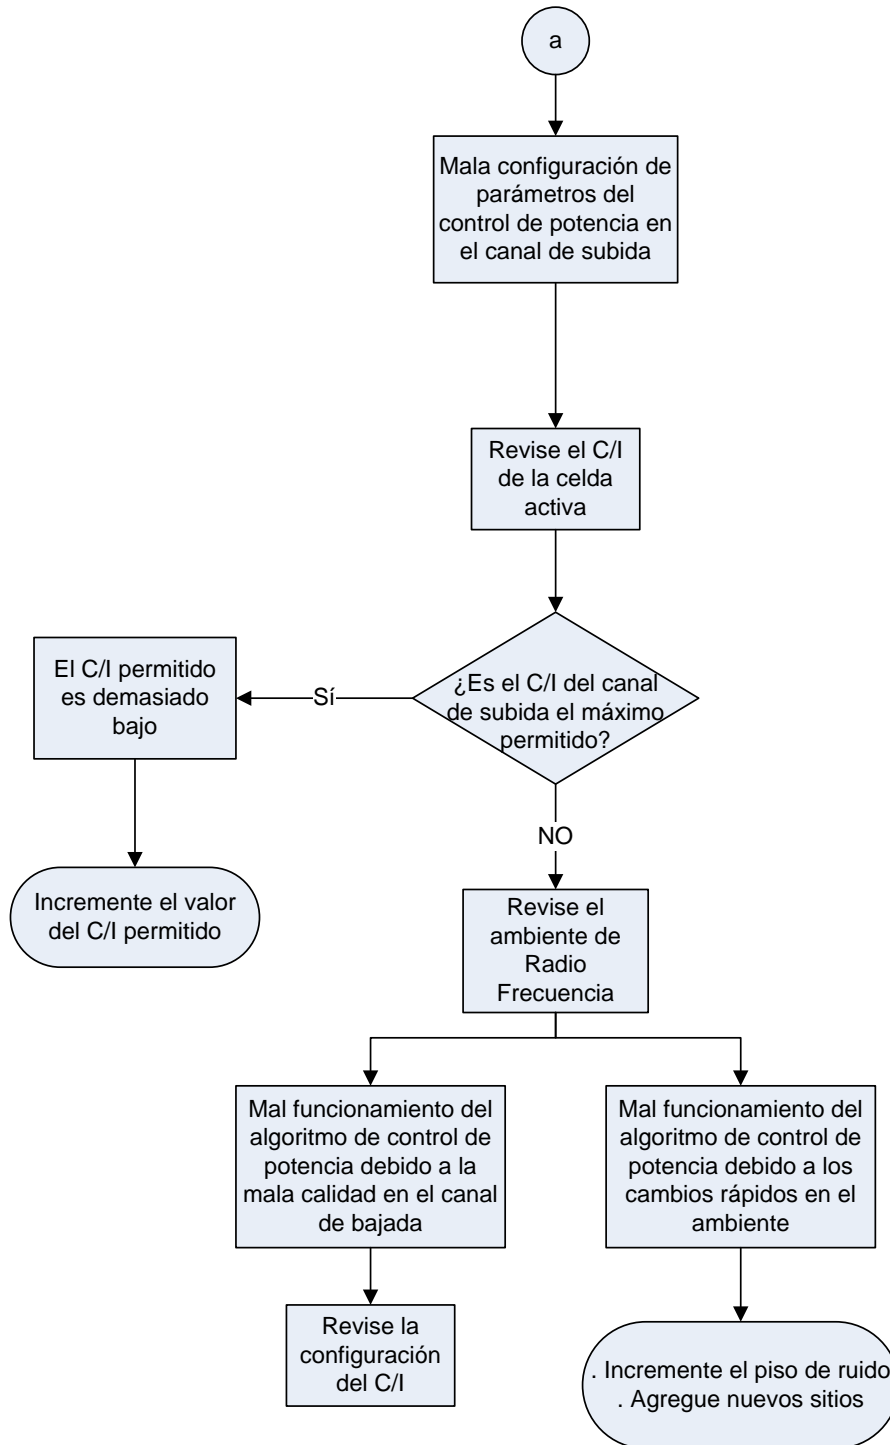 a
Mala configuración de
parámetros del
control de potencia en
el canal de subida
Revise el C/I
de la celda
activa
¿Es el C/I del canal
de subida el máximo
permitido?
Sí
El C/I permitido
es demasiado
bajo
Incremente el valor
del C/I permitido
NO
Revise el
ambiente de
Radio
Frecuencia
Mal funcionamiento del
algoritmo de control de
potencia debido a la
mala calidad en el canal
de bajada
Mal funcionamiento del
algoritmo de control de
potencia debido a los
cambios rápidos en el
ambiente
Revise la
configuración
del C/I
. Incremente el piso de ruido
. Agregue nuevos sitios